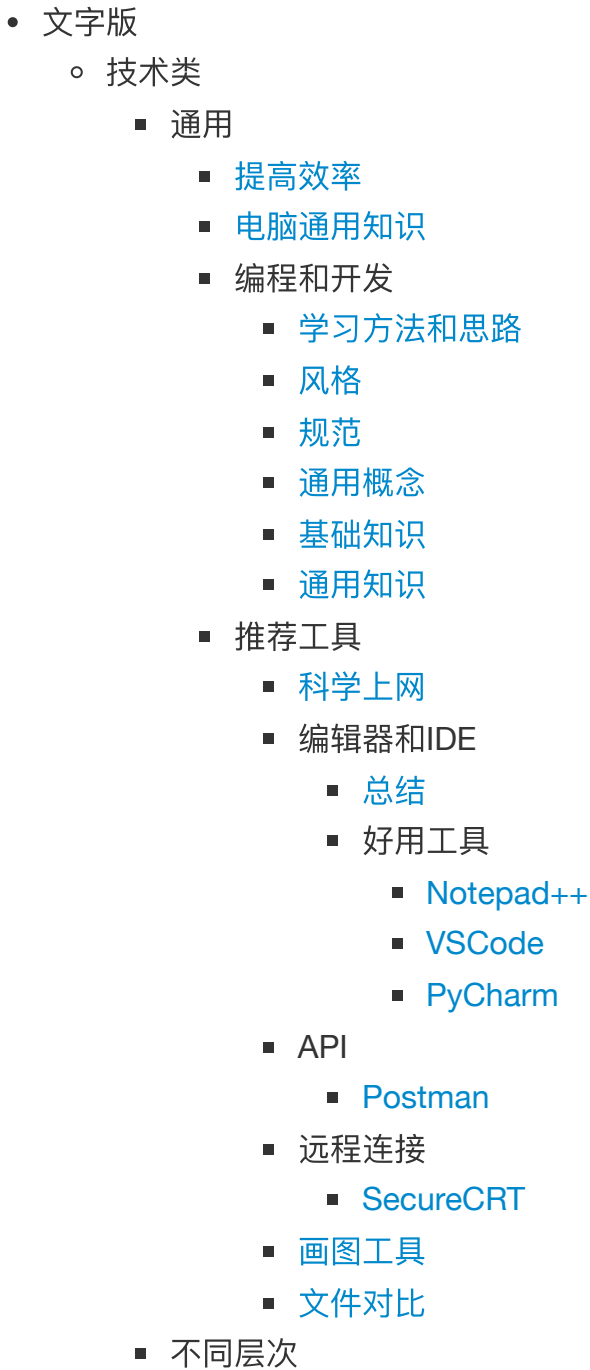 文字版
技术类
通用
提高效率
电脑通用知识
编程和开发
学习方法和思路
风格
规范
通用概念
基础知识
通用知识
推荐工具
科学上网
编辑器和IDE
总结
好用工具
Notepad++
VSCode
PyCharm
API
Postman
远程连接
SecureCRT
画图工具
文件对比
不同层次